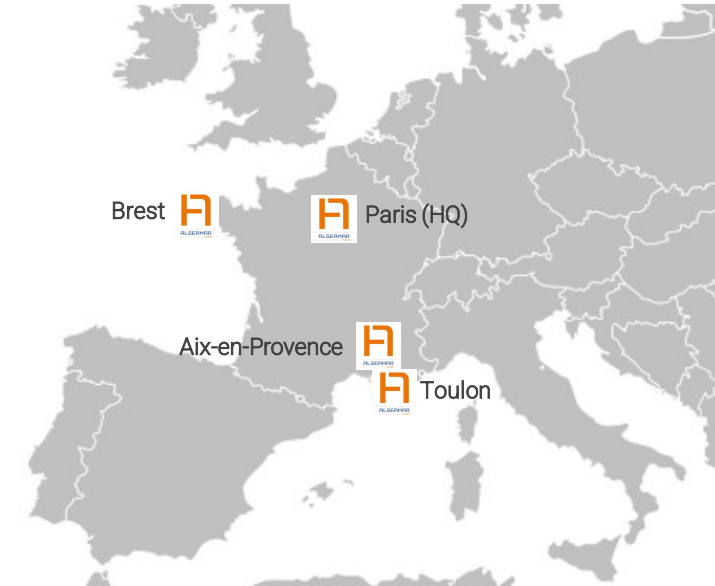 Brest
ALSEAMAR
Paris (HQ)
ALSEAMAR
Aix-en-Provence
ALSEAMAR
Toulon
ALSEAMAR